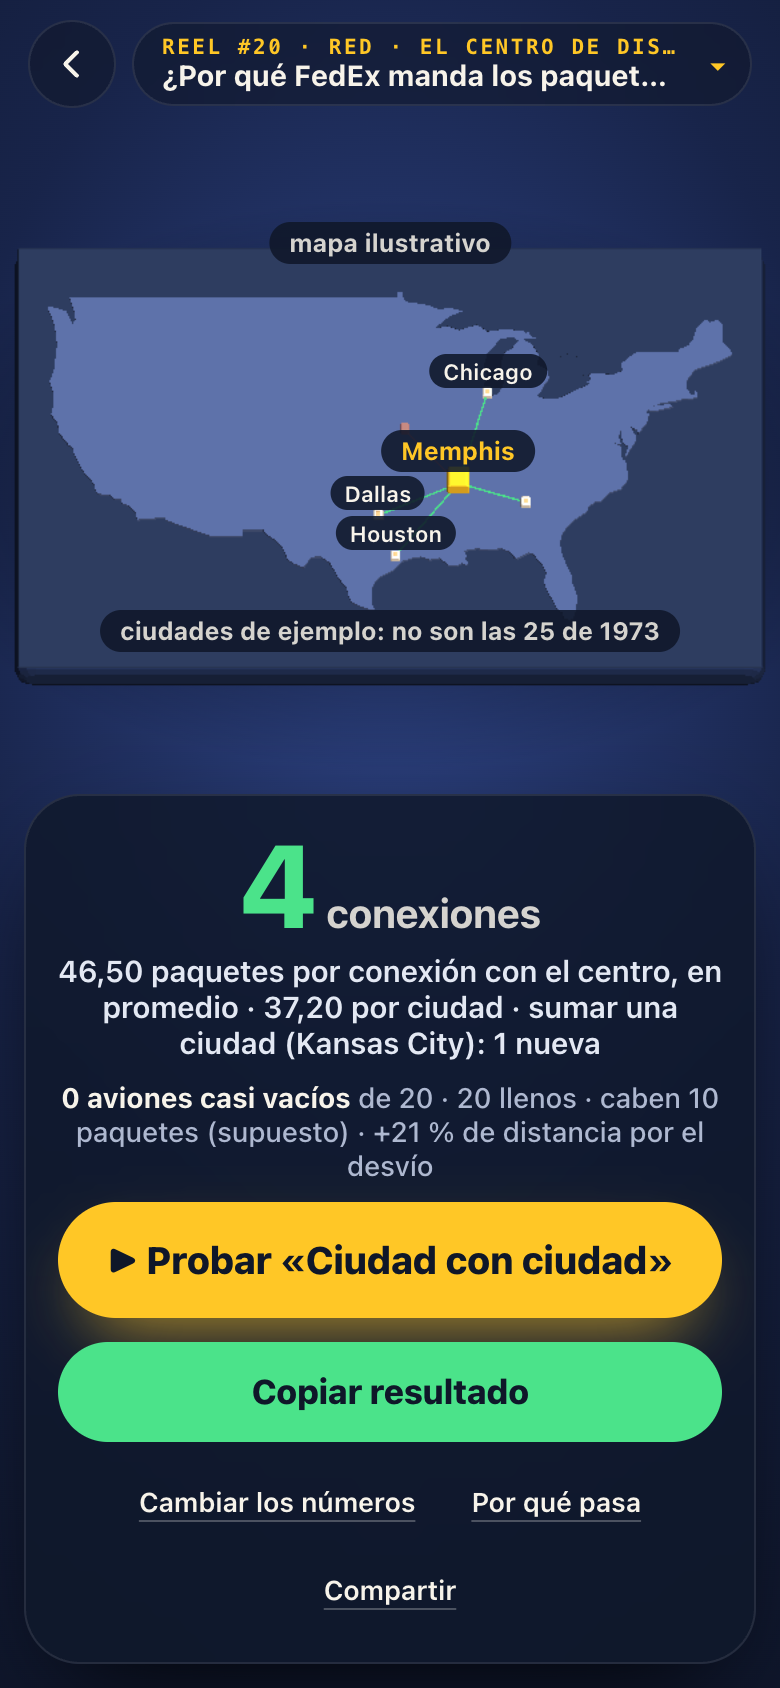 REEL #20 · RED · EL CENTRO DE DIS…
¿Por qué FedEx manda los paquet...
mapa ilustrativo
Chicago
Memphis
Dallas
Houston
ciudades de ejemplo: no son las 25 de 1973
4 conexiones
46,50 paquetes por conexión con el centro, en
promedio · 37,20 por ciudad · sumar una
ciudad (Kansas City): 1 nueva
0 aviones casi vacíos de 20 · 20 llenos · caben 10
paquetes (supuesto) · +21 % de distancia por el
desvío
Probar «Ciudad con ciudad»
Copiar resultado
Cambiar los números
Por qué pasa
Compartir